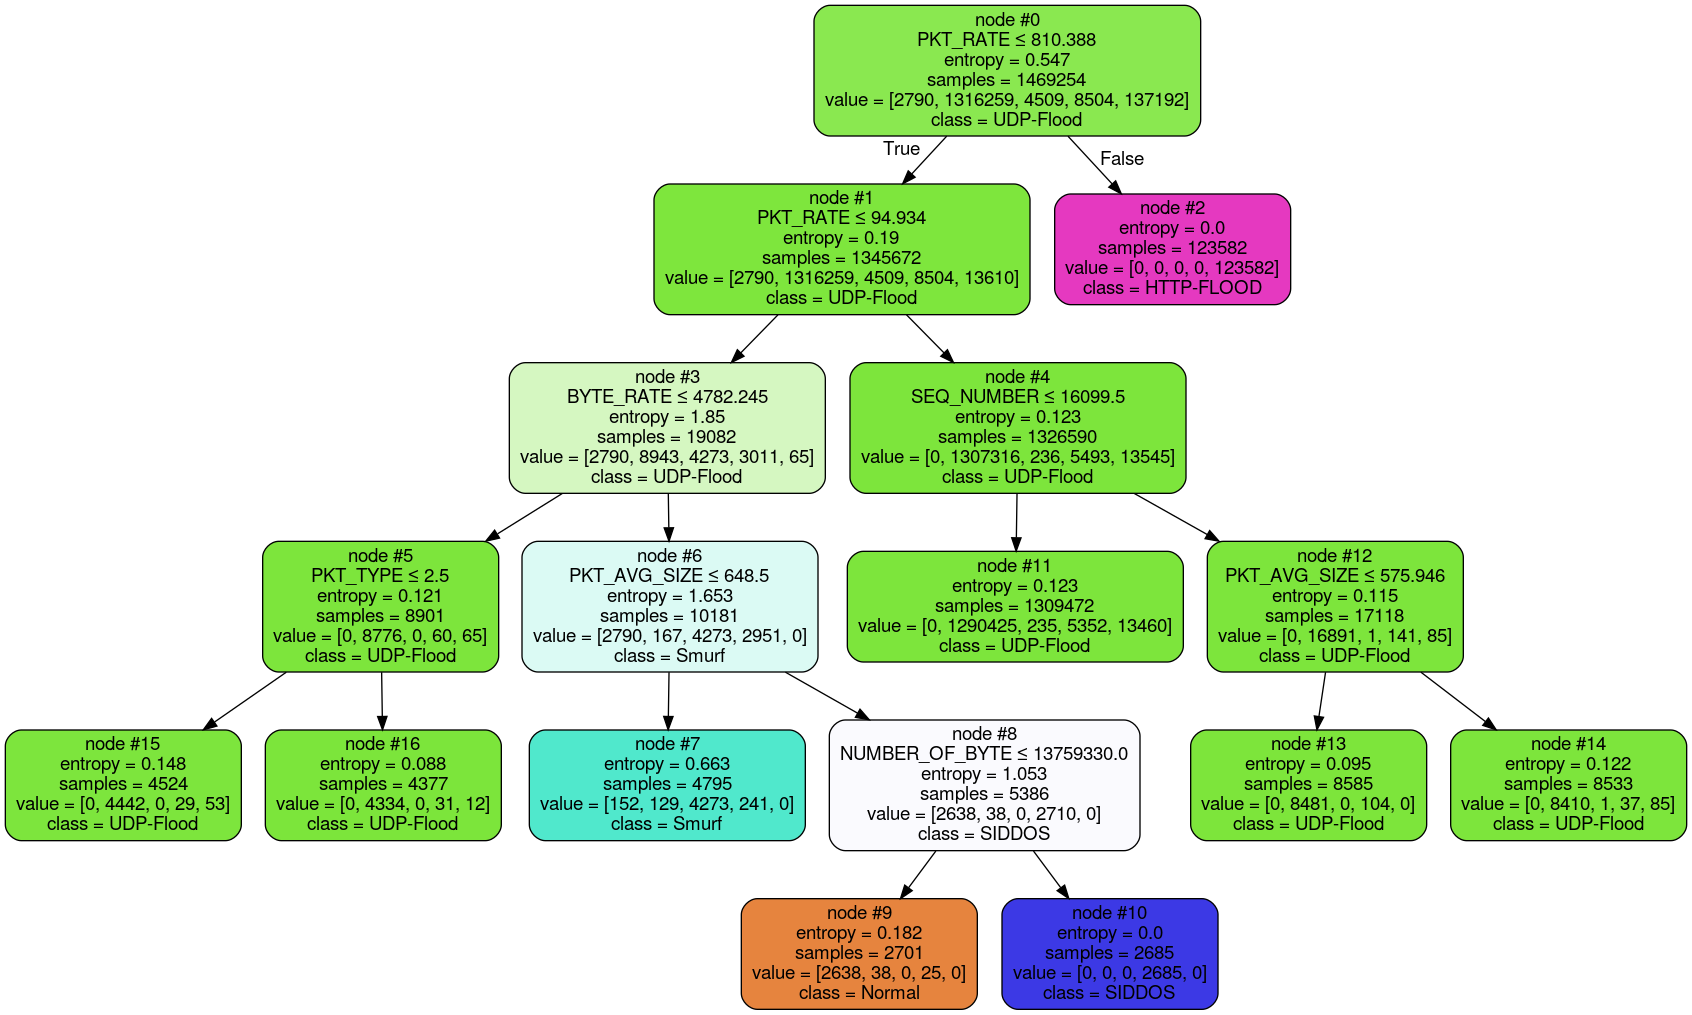 node #0
PKT_RATE ≤ 810.388
entropy = 0.547
samples = 1469254
value = [2790, 1316259, 4509, 8504, 137192]
class = UDP-Flood
True
False
node #1
PKT_RATE ≤ 94.934
entropy = 0.19
samples = 1345672
value = [2790, 1316259, 4509, 8504, 13610]
class = UDP-Flood
node #2
entropy = 0.0
samples = 123582
value = [0, 0, 0, 0, 123582]
class = HTTP-FLOOD
node #3
BYTE_RATE ≤ 4782.245
entropy = 1.85
samples = 19082
value = [2790, 8943, 4273, 3011, 65]
class = UDP-Flood
node #4
SEQ_NUMBER ≤ 16099.5
entropy = 0.123
samples = 1326590
value = [0, 1307316, 236, 5493, 13545]
class = UDP-Flood
node #5
PKT_TYPE ≤ 2.5
entropy = 0.121
samples = 8901
value = [0, 8776, 0, 60, 65]
class = UDP-Flood
node #6
PKT_AVG_SIZE ≤ 648.5
entropy = 1.653
samples = 10181
value = [2790, 167, 4273, 2951, 0]
class = Smurf
node #11
entropy = 0.123
samples = 1309472
value = [0, 1290425, 235, 5352, 13460]
class = UDP-Flood
node #12
PKT_AVG_SIZE ≤ 575.946
entropy = 0.115
samples = 17118
value = [0, 16891, 1, 141, 85]
class = UDP-Flood
node #15
entropy = 0.148
samples = 4524
value = [0, 4442, 0, 29, 53]
class = UDP-Flood
node #16
entropy = 0.088
samples = 4377
value = [0, 4334, 0, 31, 12]
class = UDP-Flood
node #7
entropy = 0.663
samples = 4795
value = [152, 129, 4273, 241, 0]
class = Smurf
node #8
NUMBER_OF_BYTE ≤ 13759330.0
entropy = 1.053
samples = 5386
value = [2638, 38, 0, 2710, 0]
class = SIDDOS
node #13
entropy = 0.095
samples = 8585
value = [0, 8481, 0, 104, 0]
class = UDP-Flood
node #14
entropy = 0.122
samples = 8533
value = [0, 8410, 1, 37, 85]
class = UDP-Flood
node #9
entropy = 0.182
samples = 2701
value = [2638, 38, 0, 25, 0]
class = Normal
node #10
entropy = 0.0
samples = 2685
value = [0, 0, 0, 2685, 0]
class = SIDDOS